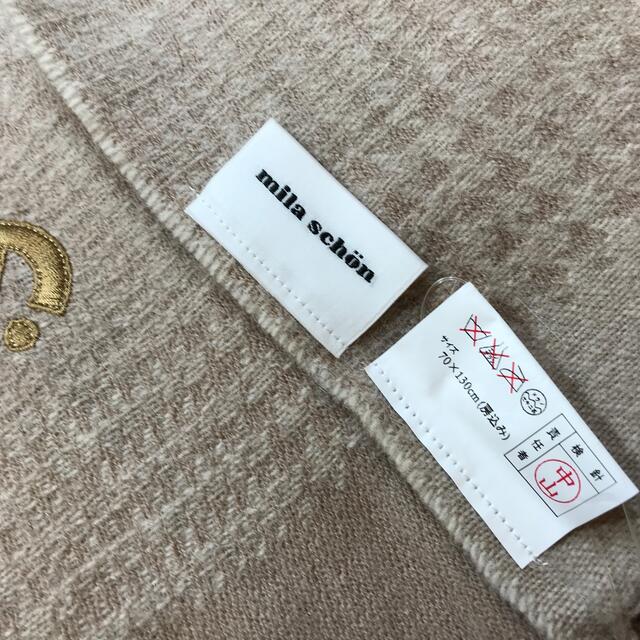 mila schön
サイズ
70×130cm(房込み)
検針
責任者
中山